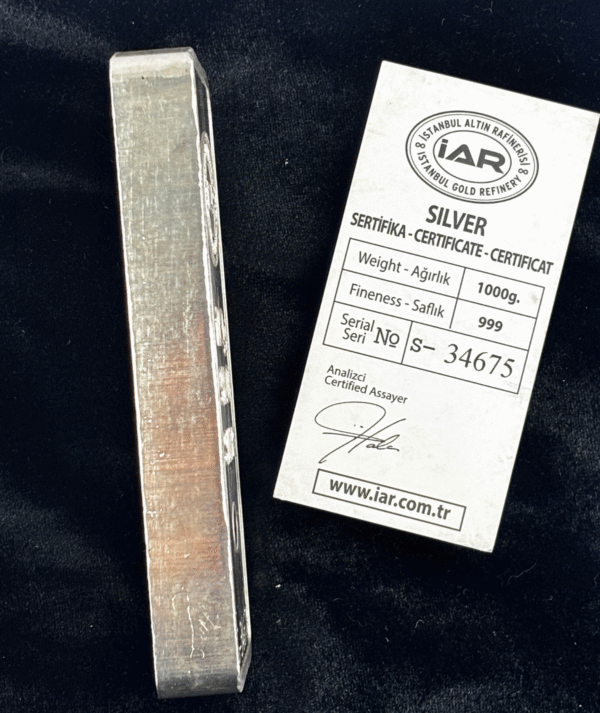 İSTANBUL ALTIN RAFİNERİSİ
iAR
İSTANBUL GOLD REFINERY
SILVER
SERTİFİKA - CERTIFICATE - CERTIFICAT
Weight - Ağırlık 1000g.
Fineness - Saflık 999
Serial
Seri No S- 34675
Analizci
Certified Assayer
www.iar.com.tr